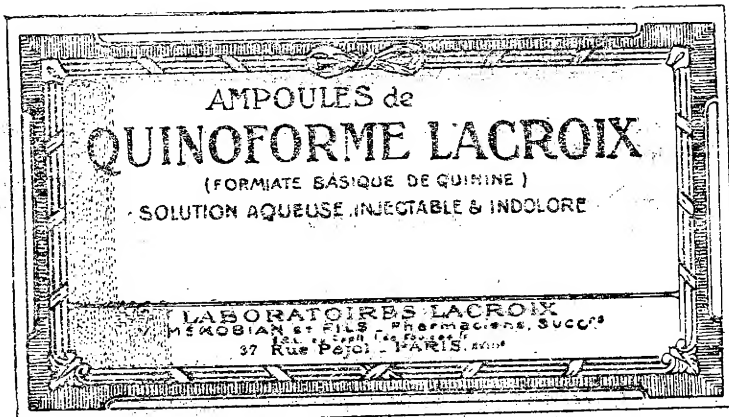 AMPOULES de
QUINOFORME LACROIX
(FORMIATE BASIQUE DE QUININE)
SOLUTION AQUEUSE, INJECTABLE & INDOLORE
LABORATOIRES LACROIX
MÉKOBIAN et FILS - Pharmaciens, Succrs
37 Rue Pajol - PARIS